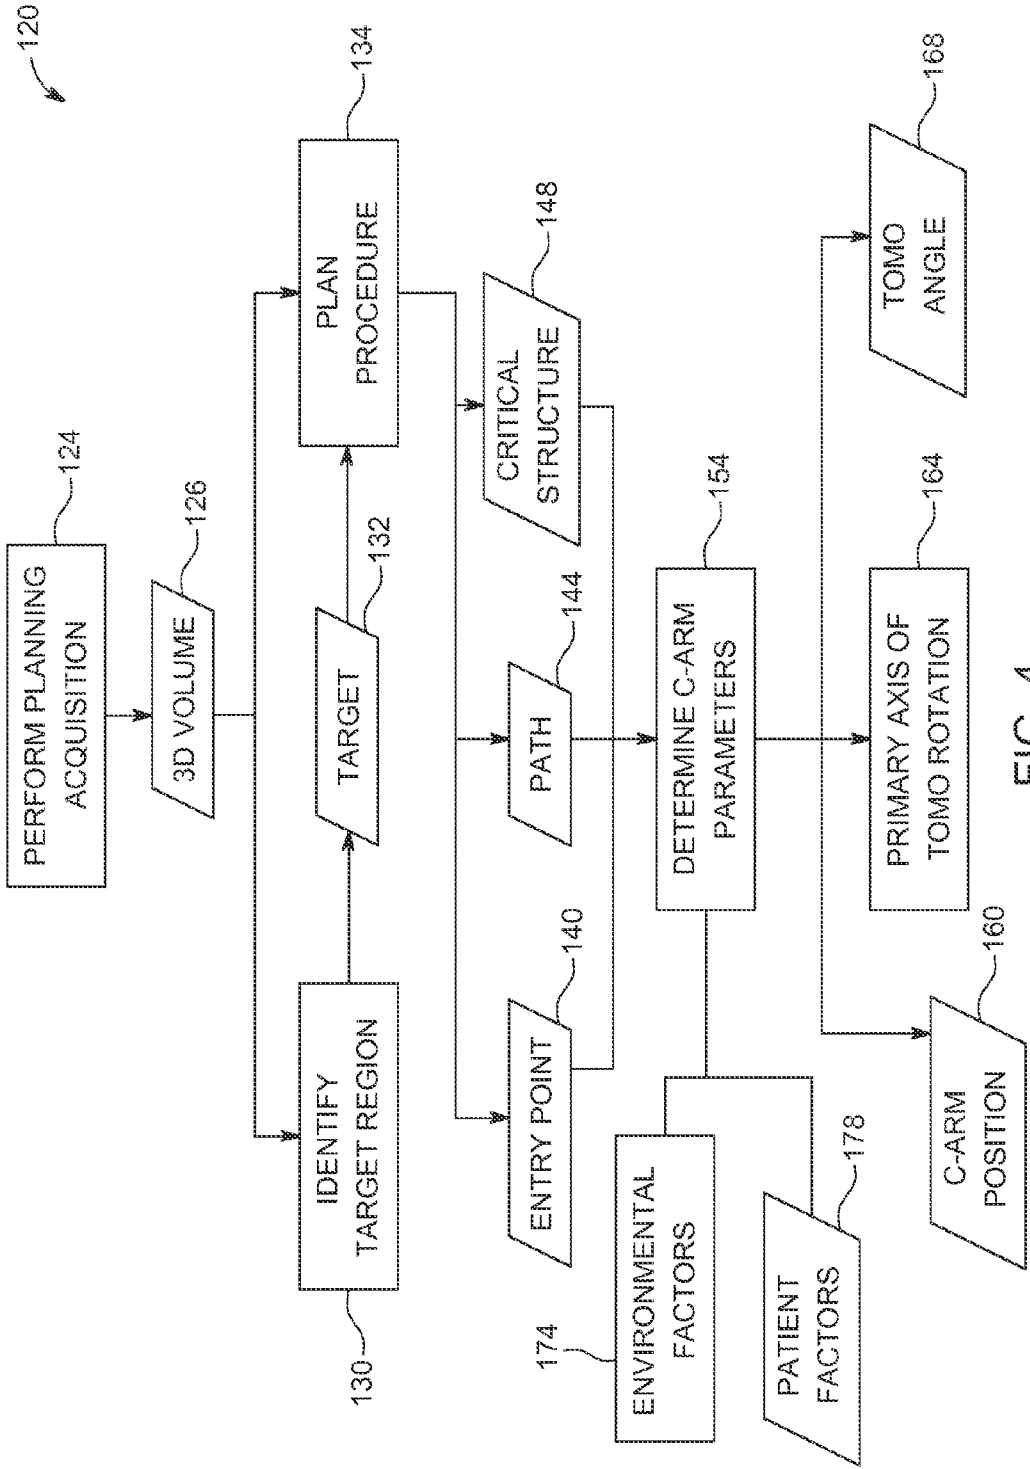 120
PERFORM PLANNING
ACQUISITION
124
3D VOLUME
126
IDENTIFY
TARGET REGION
130
TARGET
132
PLAN
PROCEDURE
134
ENTRY POINT
140
PATH
144
CRITICAL
STRUCTURE
148
DETERMINE C-ARM
PARAMETERS
154
ENVIRONMENTAL
FACTORS
174
PATIENT
FACTORS
178
C-ARM
POSITION
160
PRIMARY AXIS OF
TOMO ROTATION
164
TOMO
ANGLE
168
FIG. 4